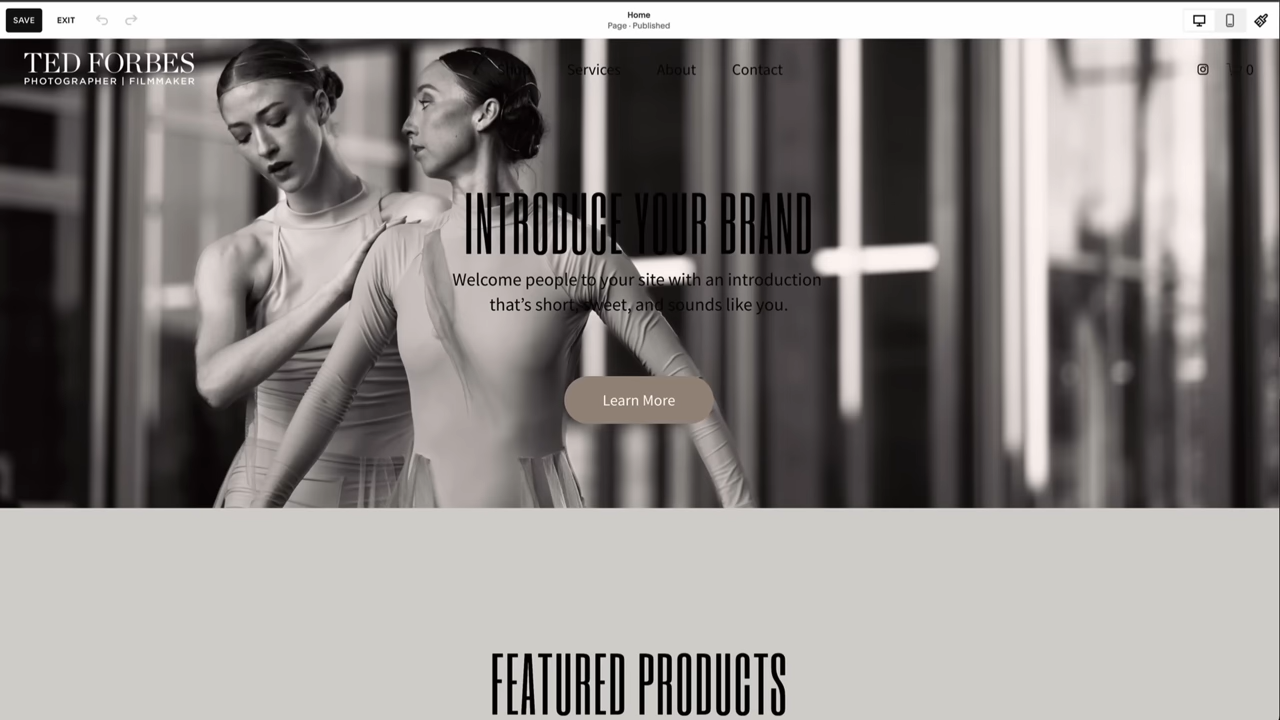 SAVE
EXIT
Home
Page · Published
TED FORBES
PHOTOGRAPHER | FILMMAKER
Shop
Services
About
Contact
0
INTRODUCE YOUR BRAND
Welcome people to your site with an introduction
that's short, sweet, and sounds like you.
Learn More
FEATURED PRODUCTS